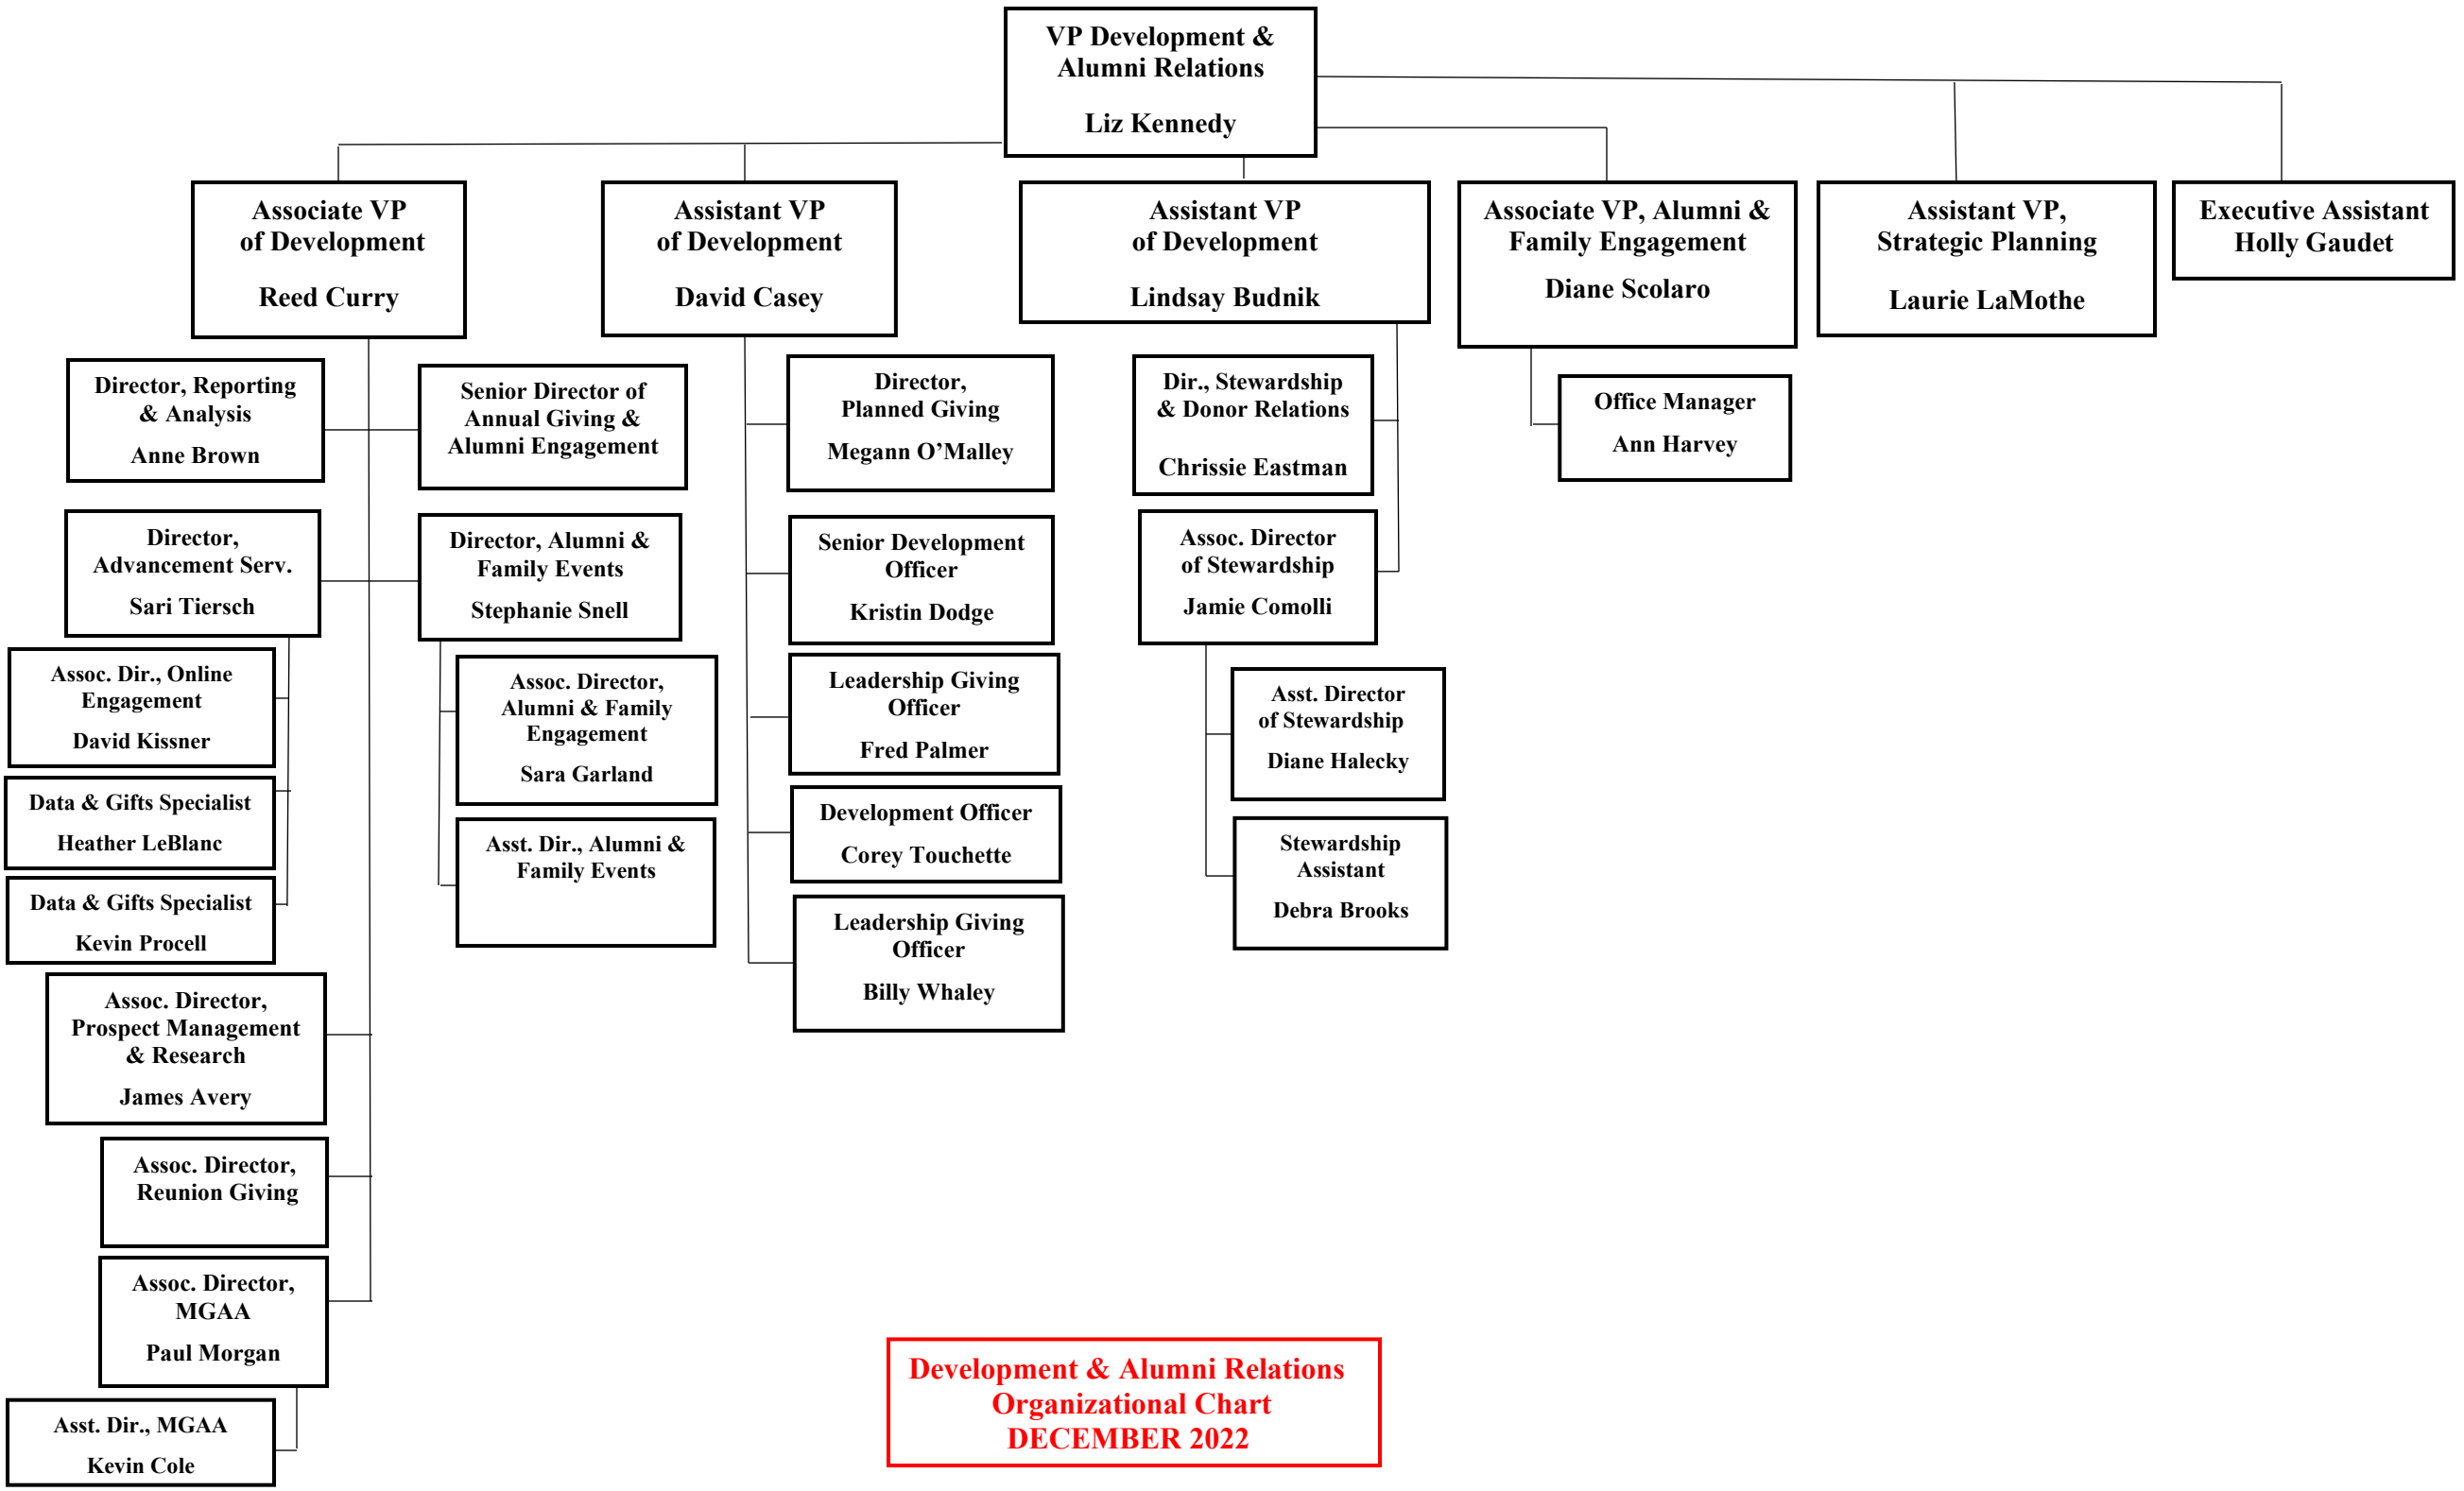 VP Development &
Alumni Relations
Liz Kennedy
Associate VP
of Development
Reed Curry
Assistant VP
of Development
David Casey
Assistant VP
of Development
Lindsay Budnik
Associate VP, Alumni &
Family Engagement
Diane Scolaro
Assistant VP,
Strategic Planning
Laurie LaMothe
Executive Assistant
Holly Gaudet
Director, Reporting
& Analysis
Anne Brown
Senior Director of
Annual Giving &
Alumni Engagement
Director,
Planned Giving
Megann O’Malley
Dir., Stewardship
& Donor Relations
Chrissie Eastman
Office Manager
Ann Harvey
Director,
Advancement Serv.
Sari Tiersch
Director, Alumni &
Family Events
Stephanie Snell
Senior Development
Officer
Kristin Dodge
Assoc. Director
of Stewardship
Jamie Comolli
Assoc. Dir., Online
Engagement
David Kissner
Assoc. Director,
Alumni & Family
Engagement
Sara Garland
Leadership Giving
Officer
Fred Palmer
Asst. Director
of Stewardship
Diane Halecky
Data & Gifts Specialist
Heather LeBlanc
Asst. Dir., Alumni &
Family Events
Development Officer
Corey Touchette
Stewardship
Assistant
Debra Brooks
Data & Gifts Specialist
Kevin Procell
Leadership Giving
Officer
Billy Whaley
Assoc. Director,
Prospect Management
& Research
James Avery
Assoc. Director,
Reunion Giving
Assoc. Director,
MGAA
Paul Morgan
Asst. Dir., MGAA
Kevin Cole
Development & Alumni Relations
Organizational Chart
DECEMBER 2022